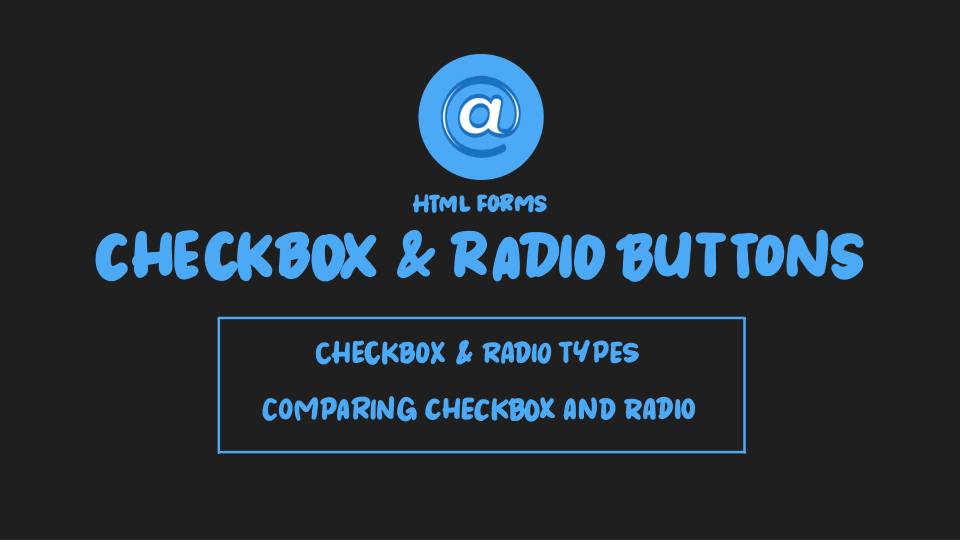 @
HTML FORMS
CHECKBOX & RADIO BUTTONS
CHECKBOX & RADIO TYPES
COMPARING CHECKBOX AND RADIO